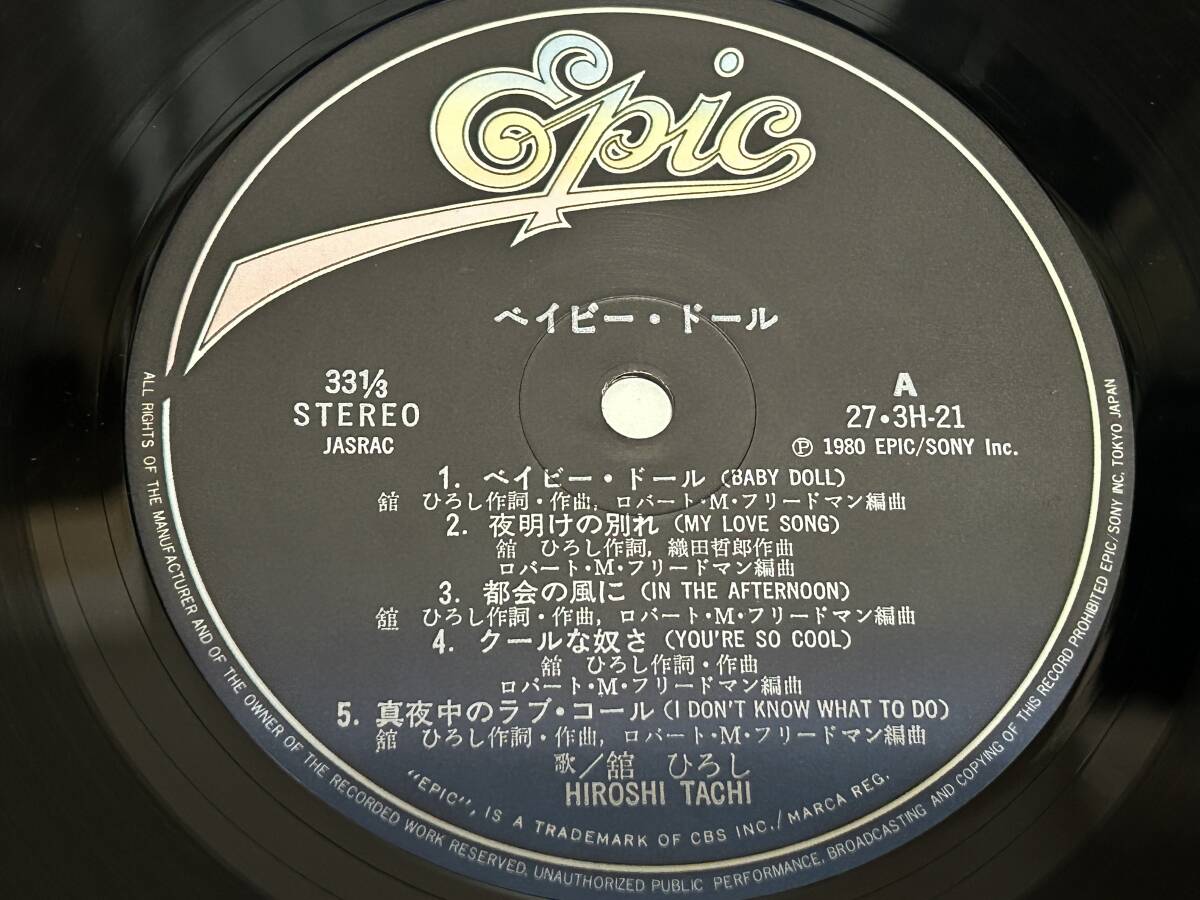 Epic
ベイビー・ドール
33⅓
STEREO
JASRAC
A
27・3H-21
Ⓟ 1980 EPIC/SONY Inc.
1. ベイビー・ドール (BABY DOLL)
舘 ひろし作詞・作曲, ロバート・M・フリードマン編曲
2. 夜明けの別れ (MY LOVE SONG)
舘 ひろし作詞, 織田哲郎作曲
ロバート・M・フリードマン編曲
3. 都会の風に (IN THE AFTERNOON)
舘 ひろし作詞・作曲, ロバート・M・フリードマン編曲
4. クールな奴さ (YOU'RE SO COOL)
舘 ひろし作詞・作曲
ロバート・M・フリードマン編曲
5. 真夜中のラブ・コール (I DON'T KNOW WHAT TO DO)
舘 ひろし作詞・作曲, ロバート・M・フリードマン編曲
歌/舘 ひろし
HIROSHI TACHI
"EPIC", IS A TRADEMARK OF CBS INC./MARCA REG.
ALL RIGHTS OF THE MANUFACTURER AND OF THE OWNER OF THE RECORDED WORK RESERVED. UNAUTHORIZED PUBLIC PERFORMANCE, BROADCASTING AND COPYING OF THIS RECORD PROHIBITED EPIC/SONY INC. TOKYO JAPAN